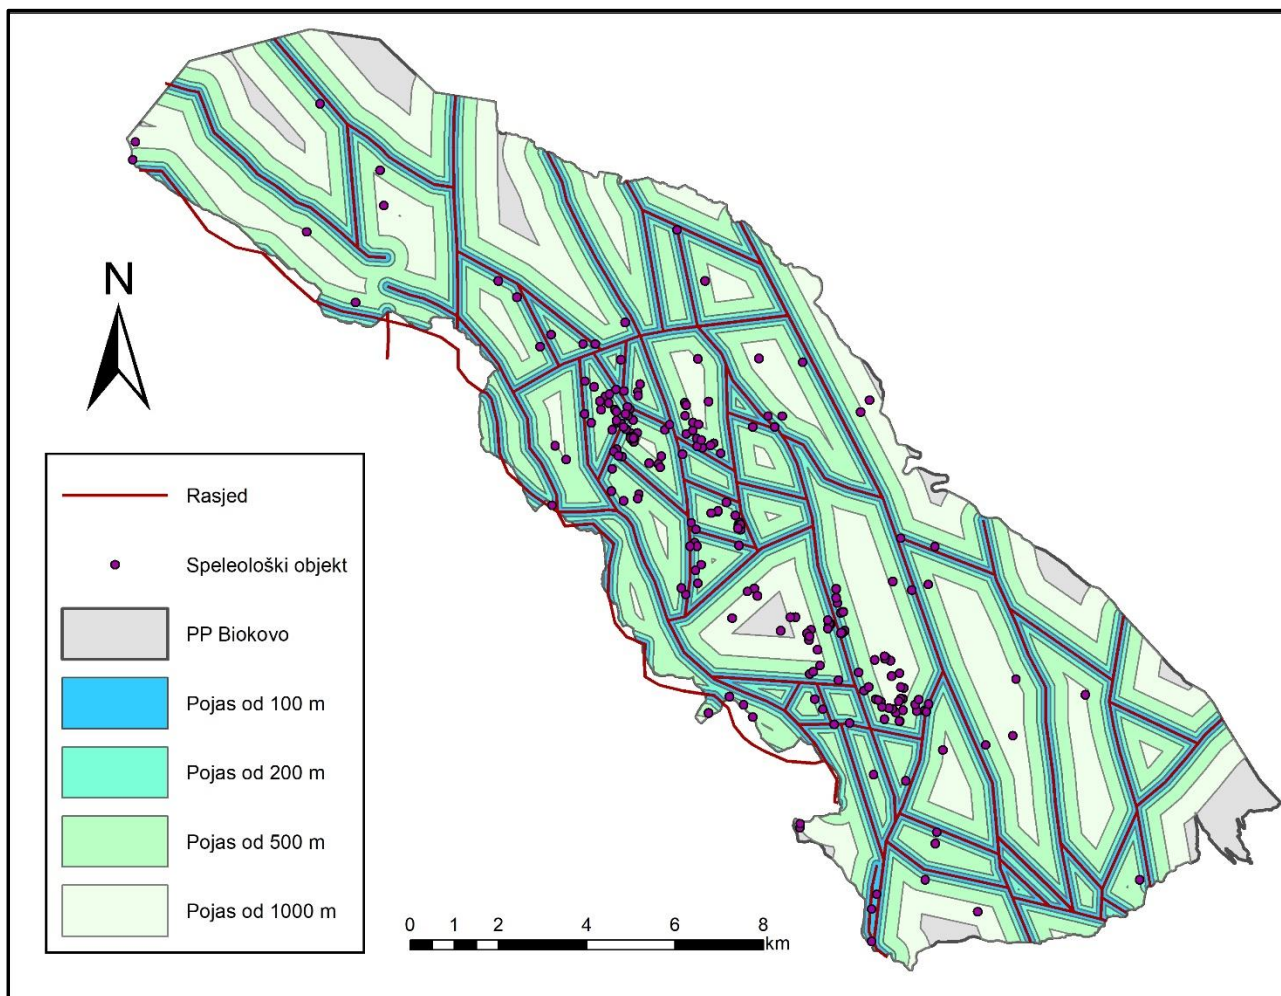 N
Rasjed
Speleološki objekt
PP Biokovo
Pojas od 100 m
Pojas od 200 m
Pojas od 500 m
Pojas od 1000 m
0 1 2 4 6 8
km